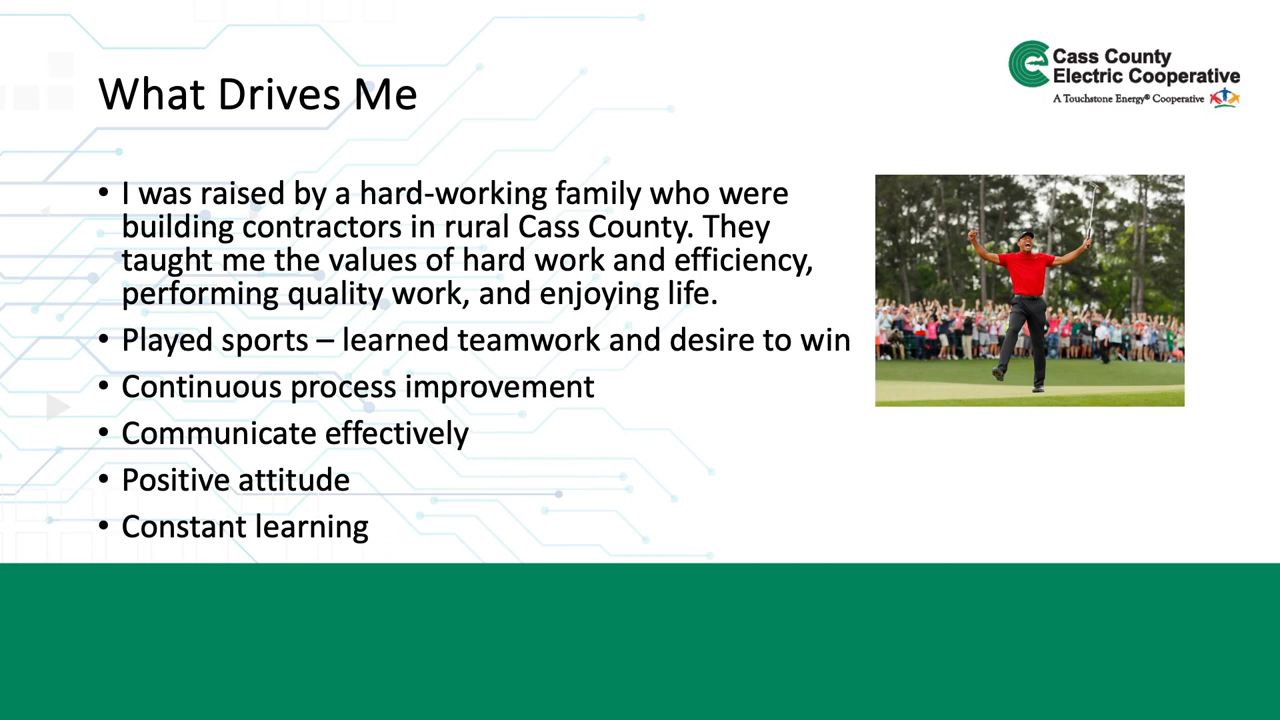 What Drives Me
Cass County
Electric Cooperative
A Touchstone Energy® Cooperative
• I was raised by a hard-working family who were
building contractors in rural Cass County. They
taught me the values of hard work and efficiency,
performing quality work, and enjoying life.
• Played sports – learned teamwork and desire to win
• Continuous process improvement
• Communicate effectively
• Positive attitude
• Constant learning